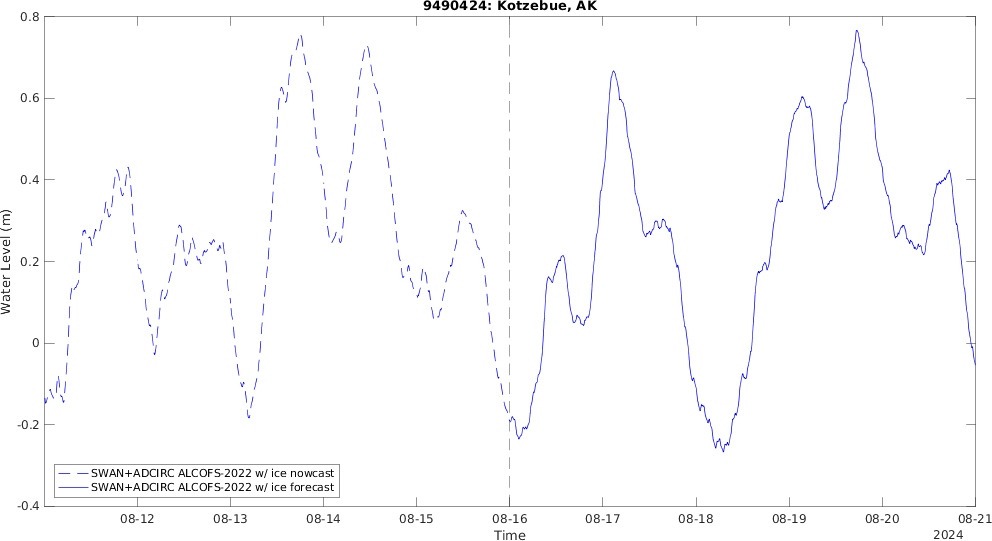 9490424: Kotzebue, AK
0.8
0.6
0.4
0.2
0
-0.2
-0.4
Water Level (m)
SWAN+ADCIRC ALCOFS-2022 w/ ice nowcast
SWAN+ADCIRC ALCOFS-2022 w/ ice forecast
08-12 08-13 08-14 08-15 08-16 08-17 08-18 08-19 08-20 08-21
Time
2024